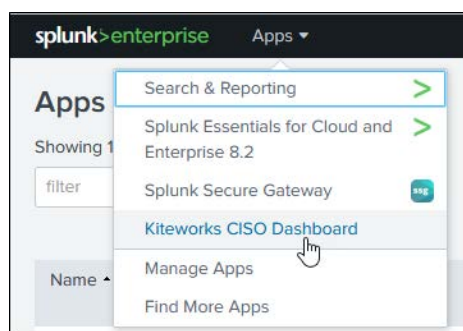 splunk>enterprise Apps ▾
Apps
Search & Reporting >
Showing 1
Splunk Essentials for Cloud and >
Enterprise 8.2
filter
Splunk Secure Gateway ssg
Kiteworks CISO Dashboard
Name
Manage Apps
Find More Apps